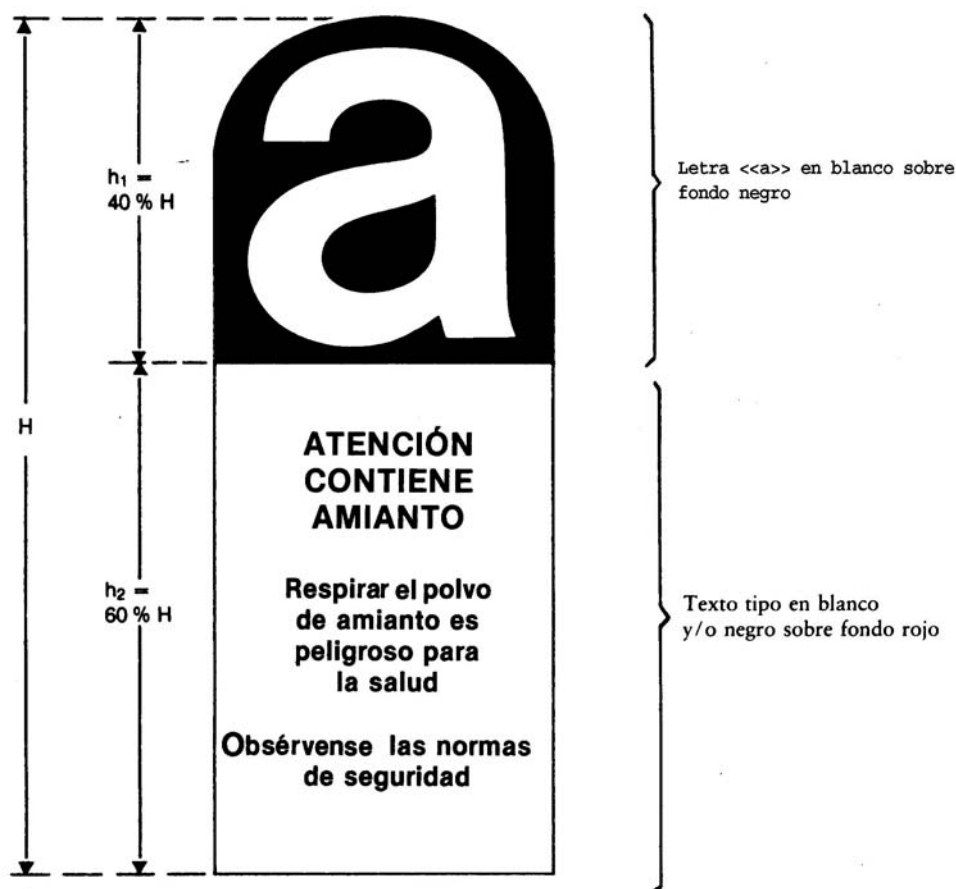 a
h₁ =
40 % H
Letra <<a>> en blanco sobre
fondo negro
H
ATENCIÓN
CONTIENE
AMIANTO
Respirar el polvo
de amianto es
peligroso para
la salud
Obsérvense las normas
de seguridad
h₂ =
60 % H
Texto tipo en blanco
y/o negro sobre fondo rojo